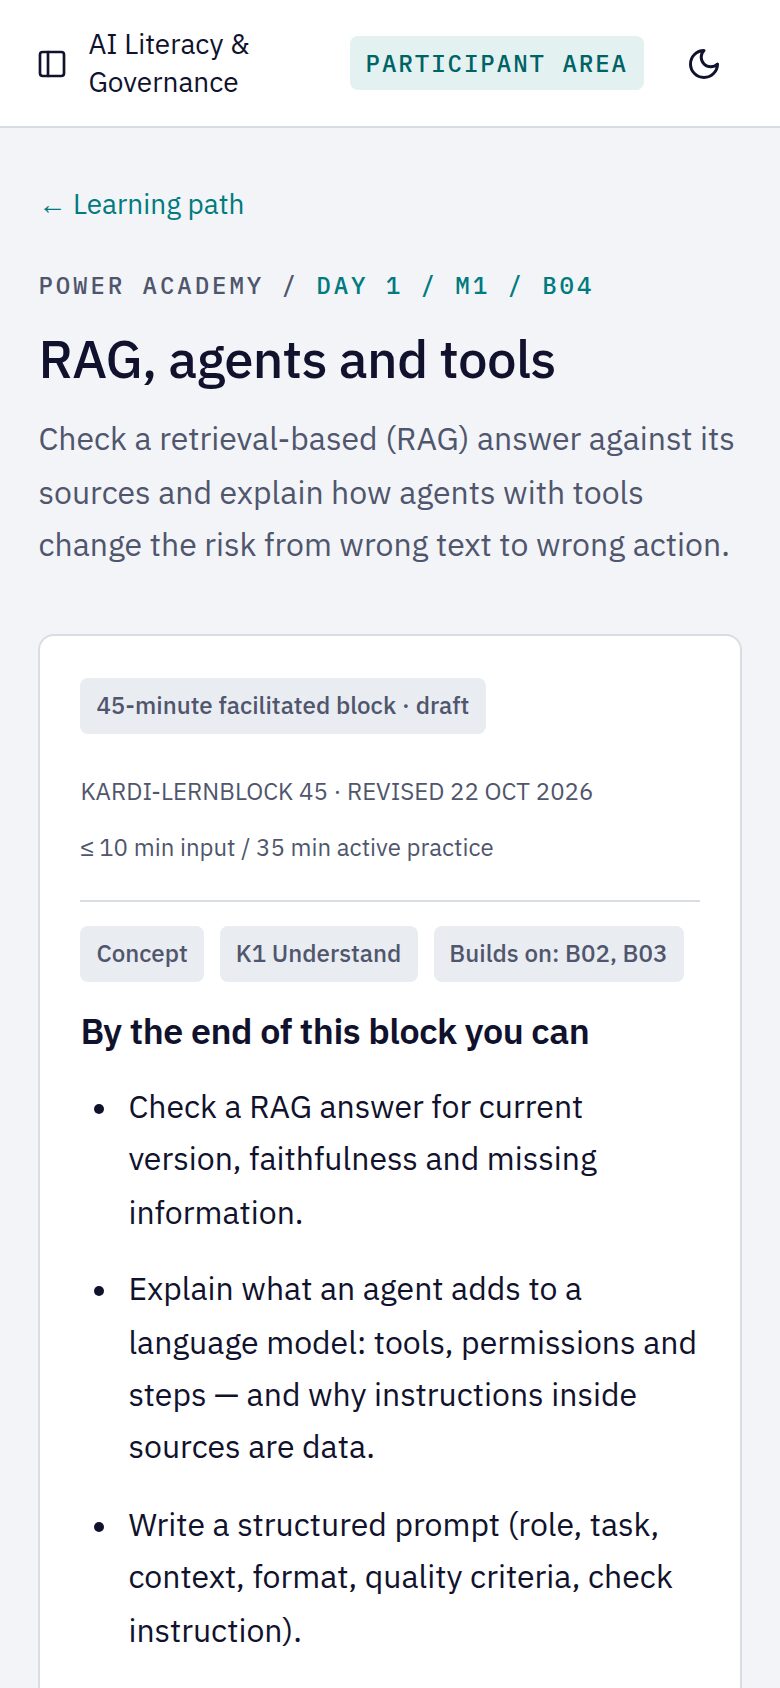 AI Literacy &
Governance
PARTICIPANT AREA
← Learning path
POWER ACADEMY / DAY 1 / M1 / B04
RAG, agents and tools
Check a retrieval-based (RAG) answer against its
sources and explain how agents with tools
change the risk from wrong text to wrong action.
45-minute facilitated block · draft
KARDI-LERNBLOCK 45 · REVISED 22 OCT 2026
≤ 10 min input / 35 min active practice
Concept
K1 Understand
Builds on: B02, B03
By the end of this block you can
• Check a RAG answer for current
version, faithfulness and missing
information.
• Explain what an agent adds to a
language model: tools, permissions and
steps — and why instructions inside
sources are data.
• Write a structured prompt (role, task,
context, format, quality criteria, check
instruction).